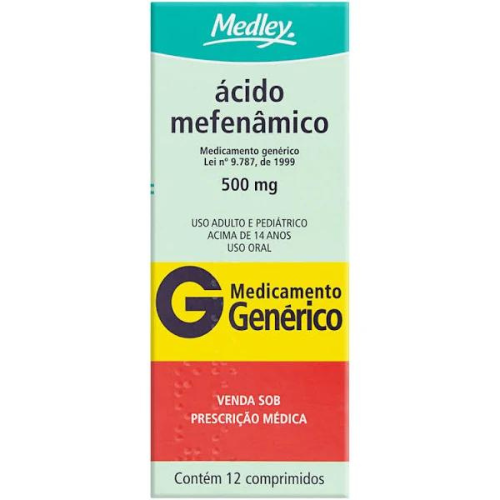 Medley.
ácido
mefenâmico
Medicamento genérico
Lei nº 9.787, de 1999
500 mg
USO ADULTO E PEDIÁTRICO
ACIMA DE 14 ANOS
USO ORAL
G Medicamento
Genérico
VENDA SOB
PRESCRIÇÃO MÉDICA
Contém 12 comprimidos